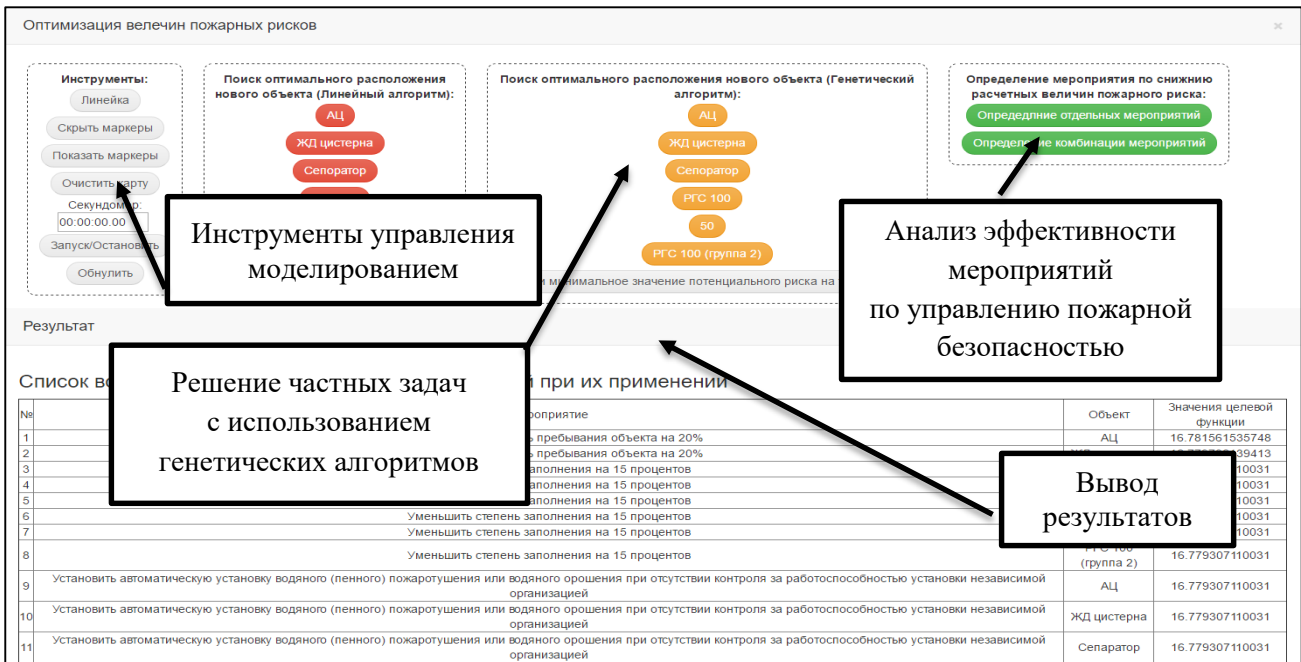 Оптимизация велечин пожарных рисков
×
Инструменты:
Линейка
Скрыть маркеры
Показать маркеры
Очистить карту
Секундомер:
00:00:00.00
Запуск/Остановить
Обнулить
Поиск оптимального расположения
нового объекта (Линейный алгоритм):
АЦ
ЖД цистерна
Сепоратор
Поиск оптимального расположения нового объекта (Генетический
алгоритм):
АЦ
ЖД цистерна
Сепоратор
РГС 100
50
РГС 100 (группа 2)
минимальное значение потенциального риска на
Определение мероприятия по снижнию
расчетных величин пожарного риска:
Опредедлние отдельных мероприятий
Определение комбинации мероприятий
Инструменты управления
моделированием
Анализ эффективности
мероприятий
по управлению пожарной
безопасностью
Решение частных задач
с использованием
генетических алгоритмов
Вывод
результатов
Результат
Список при их применении
№ Объект Значения целевой
функции
1 пребывания объекта на 20% АЦ 16.781561535748
2 пребывания объекта на 20%
3 на 15 процентов
4 на 15 процентов
5 на 15 процентов
6 Уменьшить степень заполнения на 15 процентов
7 Уменьшить степень заполнения на 15 процентов
8 Уменьшить степень заполнения на 15 процентов РГС 100
(группа 2) 16.779307110031
9 Установить автоматическую установку водяного (пенного) пожаротушения или водяного орошения при отсутствии контроля за работоспособностью установки независимой
организацией АЦ 16.779307110031
10 Установить автоматическую установку водяного (пенного) пожаротушения или водяного орошения при отсутствии контроля за работоспособностью установки независимой
организацией ЖД цистерна 16.779307110031
11 Установить автоматическую установку водяного (пенного) пожаротушения или водяного орошения при отсутствии контроля за работоспособностью установки независимой
организацией Сепаратор 16.779307110031